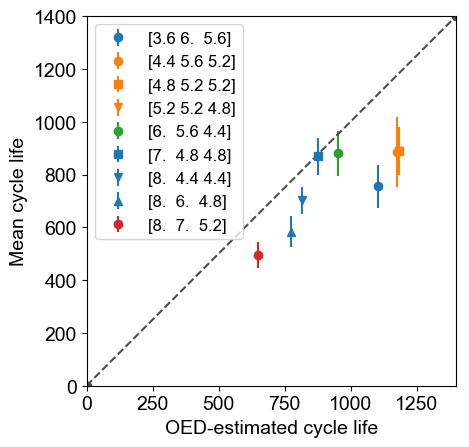 1400
1200
1000
800
600
400
200
0
Mean cycle life
[3.6 6.  5.6]
[4.4 5.6 5.2]
[4.8 5.2 5.2]
[5.2 5.2 4.8]
[6.  5.6 4.4]
[7.  4.8 4.8]
[8.  4.4 4.4]
[8.  6.  4.8]
[8.  7.  5.2]
0 250 500 750 1000 1250
OED-estimated cycle life